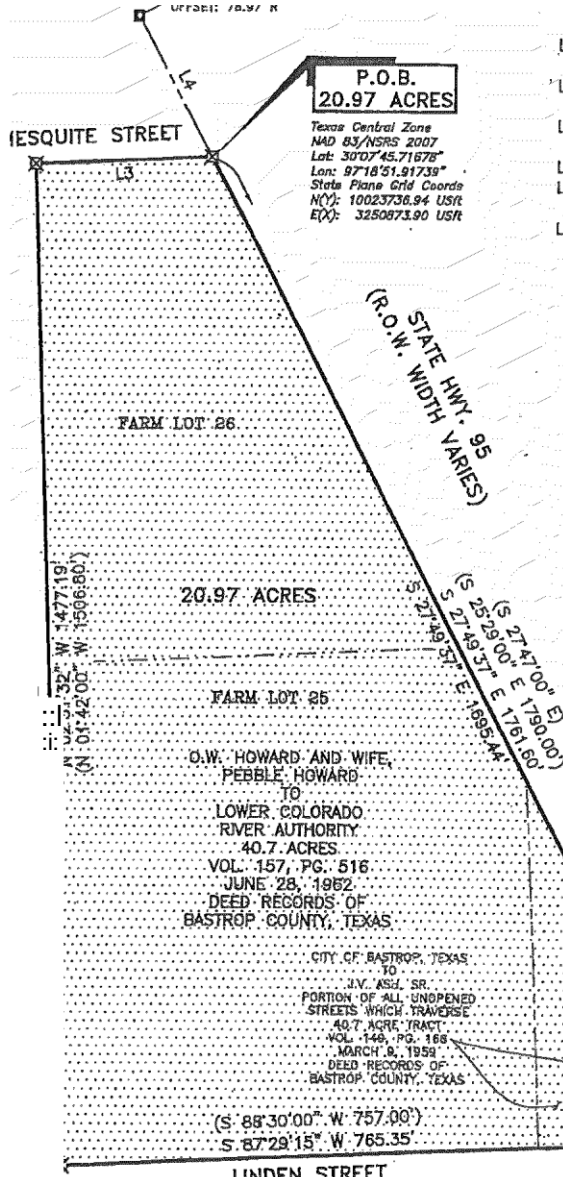 OFFSET: 78.97 R
L4
P.O.B.
20.97 ACRES
MESQUITE STREET
L3
Texas Central Zone
NAD 83/NSRS 2007
Lat: 30°07'45.71678"
Lon: 97°18'51.91739"
State Plane Grid Coords
N(Y): 10023736.94 USft
E(X): 3250873.90 USft
STATE HWY. 95
(R.O.W. WIDTH VARIES)
FARM LOT 26
20.97 ACRES
32" W 1477.19'
(N 01°42'00" W 1506.80')
(S 27°47'00" E)
(S 25°29'00" E 1790.00')
S 27°49'37" E 1761.60'
S 27°49'37" E 1695.44'
FARM LOT 25
O.W. HOWARD AND WIFE,
PEBBLE HOWARD
TO
LOWER COLORADO
RIVER AUTHORITY
40.7 ACRES
VOL. 157, PG. 516
JUNE 28, 1962
DEED RECORDS OF
BASTROP COUNTY, TEXAS
CITY OF BASTROP, TEXAS
TO
J.V. ASH, SR.
PORTION OF ALL UNOPENED
STREETS WHICH TRAVERSE
40.7 ACRE TRACT
VOL. 149, PG. 168
MARCH 9, 1959
DEED RECORDS OF
BASTROP COUNTY, TEXAS
(S 88°30'00" W 757.00')
S 87°29'15" W 765.35'
LINDEN STREET